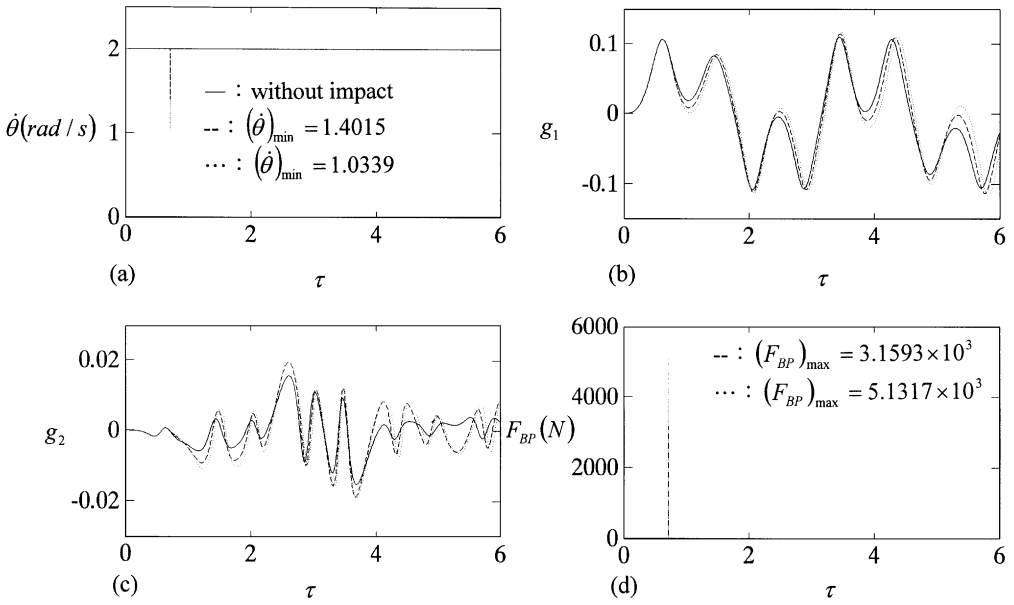 2
1
0
θ̇(rad / s)
— : without impact
-- : (θ̇)min = 1.4015
··· : (θ̇)min = 1.0339
0 2 4 6
(a) τ
0.1
g1
-0.1
0 2 4 6
(b) τ
0.02
g2 0
-0.02
0 2 4 6
(c) τ
6000
4000
FBP(N)
2000
0
-- : (FBP)max = 3.1593×10³
··· : (FBP)max = 5.1317×10³
0 2 4 6
(d) τ